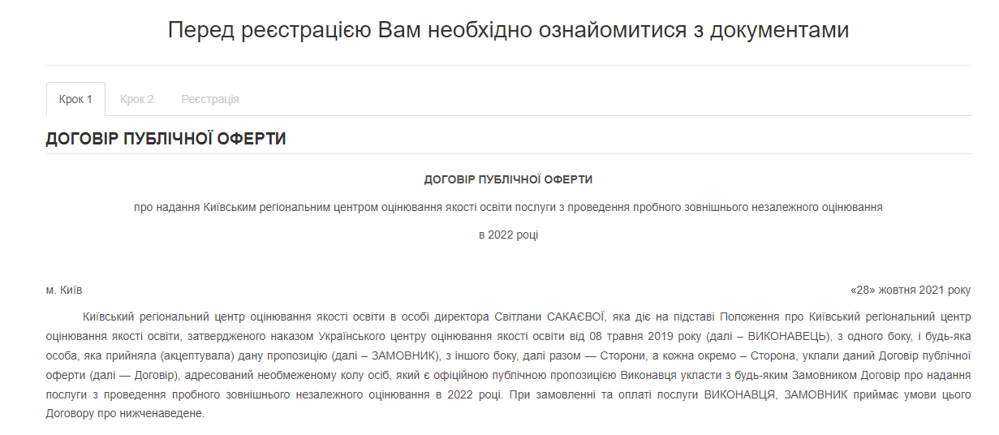 Перед реєстрацією Вам необхідно ознайомитися з документами
Крок 1 Крок 2 Реєстрація
ДОГОВІР ПУБЛІЧНОЇ ОФЕРТИ
ДОГОВІР ПУБЛІЧНОЇ ОФЕРТИ
про надання Київським регіональним центром оцінювання якості освіти послуги з проведення пробного зовнішнього незалежного оцінювання
в 2022 році
м. Київ «28» жовтня 2021 року
Київський регіональний центр оцінювання якості освіти в особі директора Світлани САКАЄВОЇ, яка діє на підставі Положення про Київський регіональний центр
оцінювання якості освіти, затвердженого наказом Українського центру оцінювання якості освіти від 08 травня 2019 року (далі – ВИКОНАВЕЦЬ), з одного боку, і будь-яка
особа, яка прийняла (акцептувала) дану пропозицію (далі – ЗАМОВНИК), з іншого боку, далі разом — Сторони, а кожна окремо – Сторона, уклали даний Договір публічної
оферти (далі — Договір), адресований необмеженому колу осіб, який є офіційною публічною пропозицією Виконавця укласти з будь-яким Замовником Договір про надання
послуги з проведення пробного зовнішнього незалежного оцінювання в 2022 році. При замовленні та оплаті послуги ВИКОНАВЦЯ, ЗАМОВНИК приймає умови цього
Договору про нижченаведене.